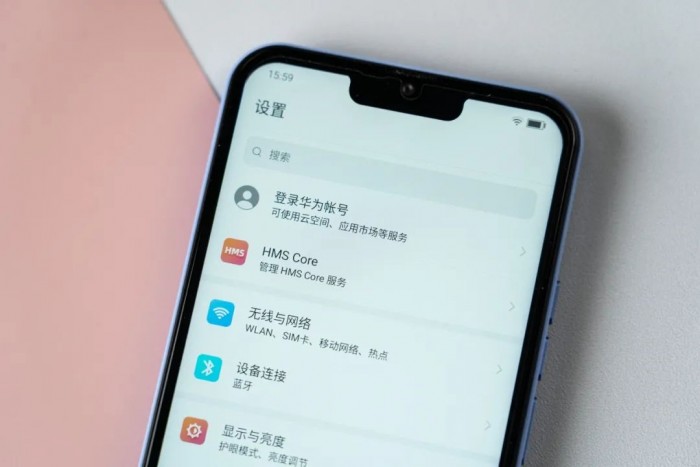 15:59
设置
搜索
登录华为帐号
可使用云空间、应用市场等服务
HMS
HMS Core
管理 HMS Core 服务
无线与网络
WLAN、SIM卡、移动网络、热点
设备连接
蓝牙
显示与亮度
护眼模式、亮度调节